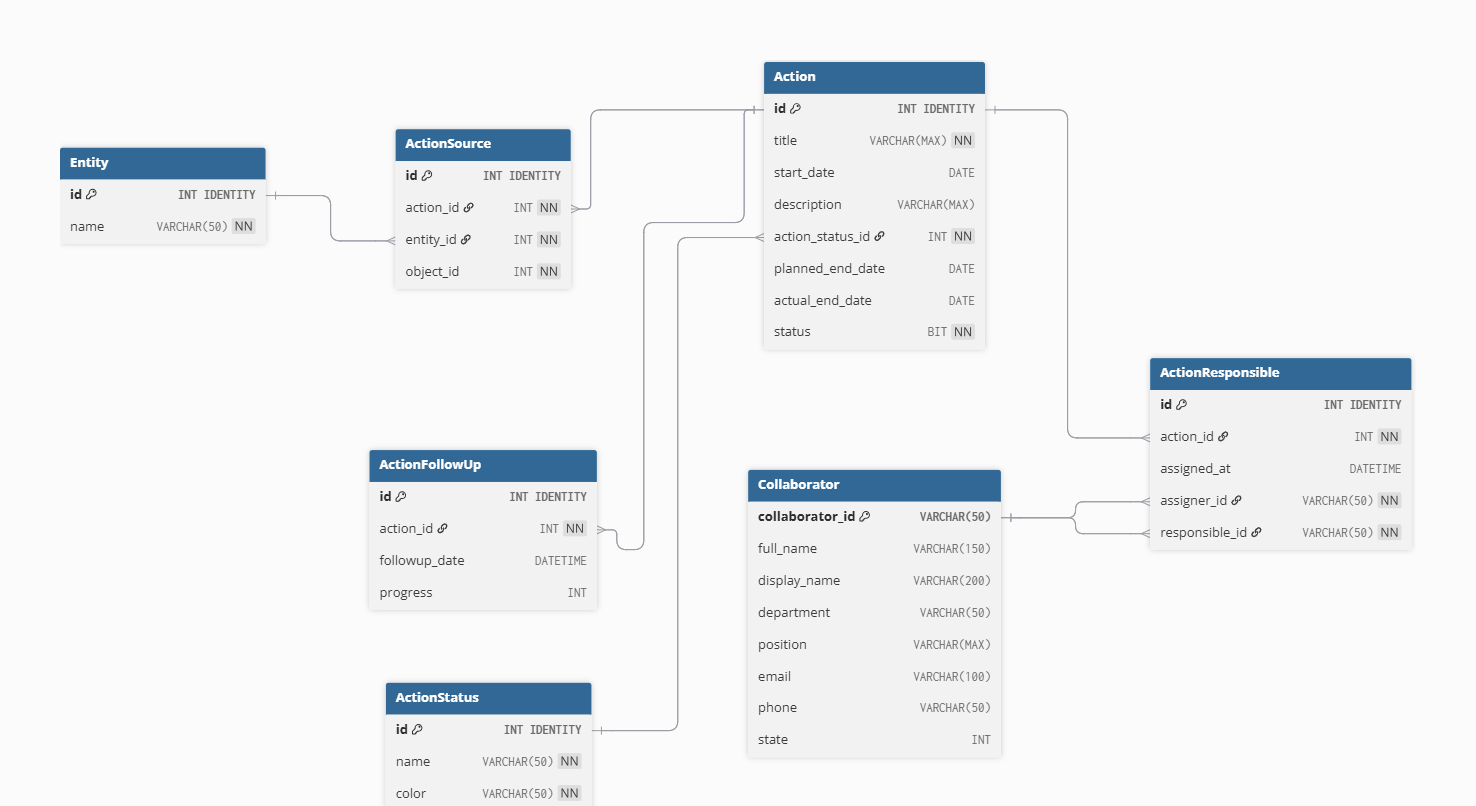 Entity
id INT IDENTITY
name VARCHAR(50) NN
ActionSource
id INT IDENTITY
action_id INT NN
entity_id INT NN
object_id INT NN
Action
id INT IDENTITY
title VARCHAR(MAX) NN
start_date DATE
description VARCHAR(MAX)
action_status_id INT NN
planned_end_date DATE
actual_end_date DATE
status BIT NN
ActionResponsible
id INT IDENTITY
action_id INT NN
assigned_at DATETIME
assigner_id VARCHAR(50) NN
responsible_id VARCHAR(50) NN
ActionFollowUp
id INT IDENTITY
action_id INT NN
followup_date DATETIME
progress INT
Collaborator
collaborator_id VARCHAR(50)
full_name VARCHAR(150)
display_name VARCHAR(200)
department VARCHAR(50)
position VARCHAR(MAX)
email VARCHAR(100)
phone VARCHAR(50)
state INT
ActionStatus
id INT IDENTITY
name VARCHAR(50) NN
color VARCHAR(50) NN